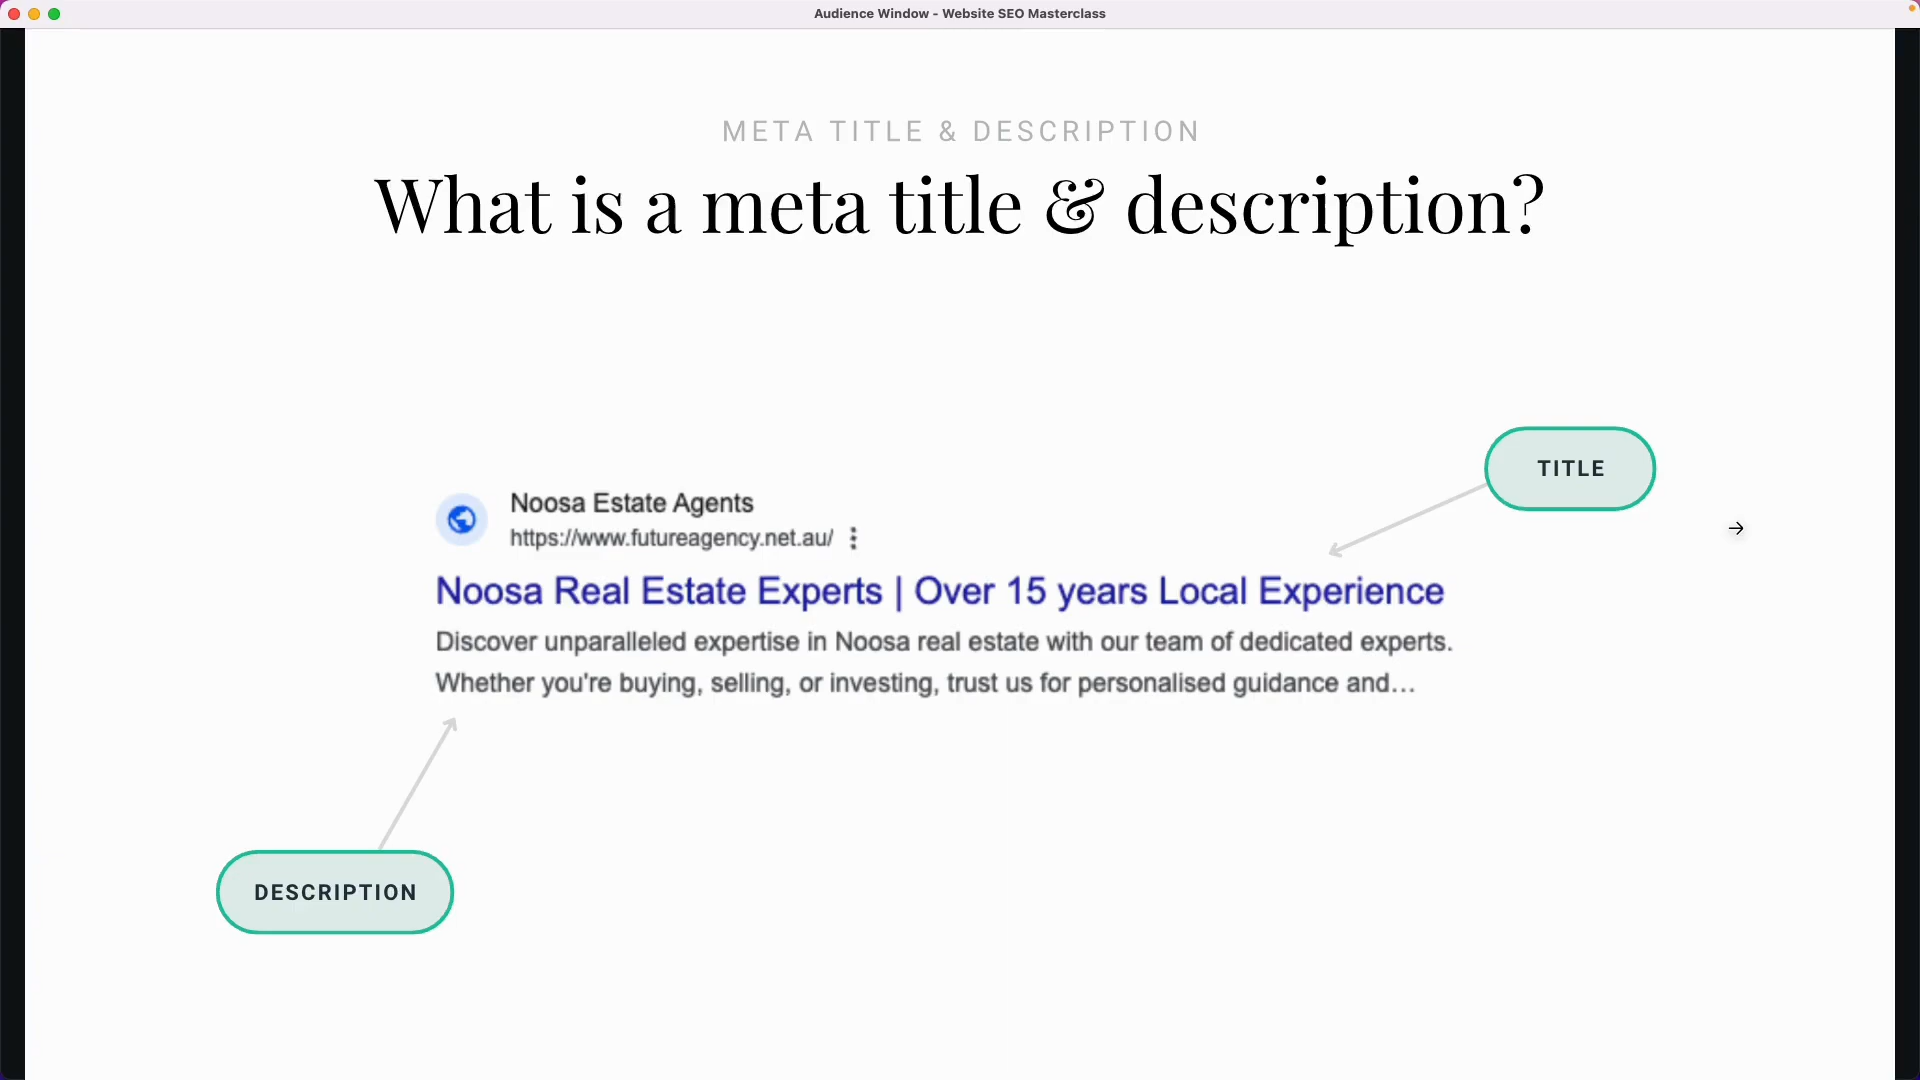 Audience Window - Website SEO Masterclass
META TITLE & DESCRIPTION
What is a meta title & description?
TITLE
Noosa Estate Agents
https://www.futureagency.net.au/
Noosa Real Estate Experts | Over 15 years Local Experience
Discover unparalleled expertise in Noosa real estate with our team of dedicated experts.
Whether you're buying, selling, or investing, trust us for personalised guidance and...
DESCRIPTION